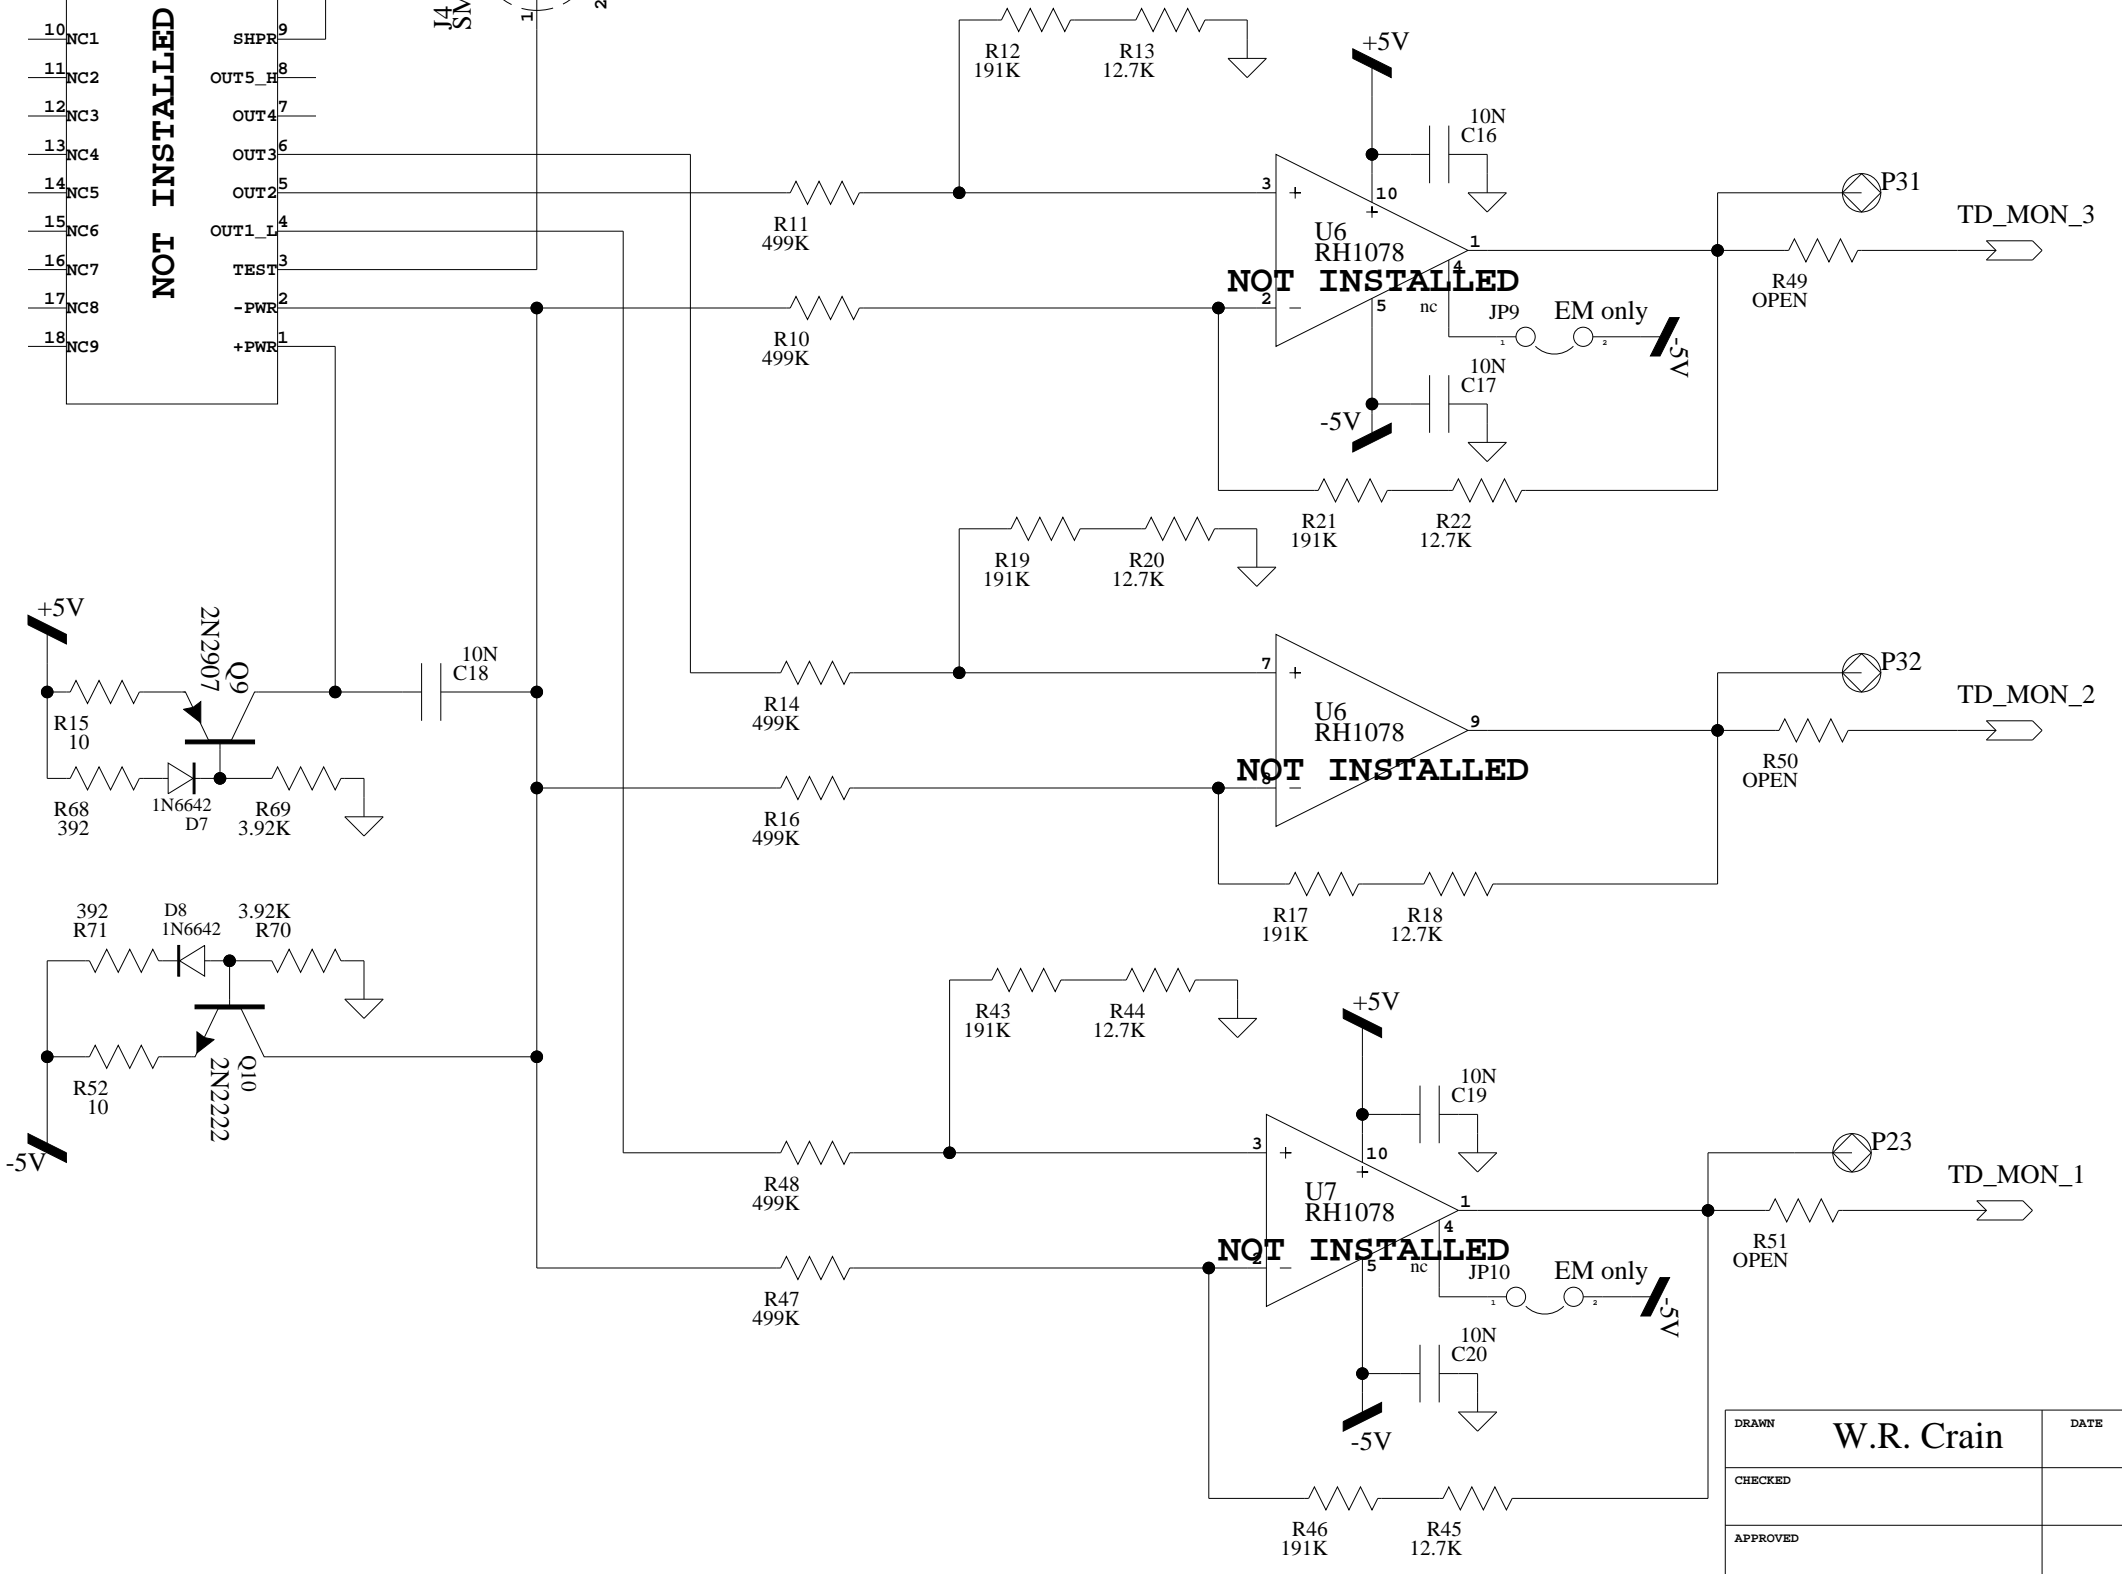 J4
SM
1
2
NOT INSTALLED
10 NC1
11 NC2
12 NC3
13 NC4
14 NC5
15 NC6
16 NC7
17 NC8
18 NC9
SHPR 9
OUT5_H 8
OUT4 7
OUT3 6
OUT2 5
OUT1_L 4
TEST 3
-PWR 2
+PWR 1
R12
191K
R13
12.7K
+5V
10N
C16
R11
499K
3
+
10
+
U6
RH1078
NOT INSTALLED
1
4
2
-
5
nc
JP9
EM only
1
2
-5V
R10
499K
10N
C17
-5V
P31
TD_MON_3
R49
OPEN
R21
191K
R22
12.7K
R19
191K
R20
12.7K
R14
499K
7
+
U6
RH1078
NOT INSTALLED
9
8
-
R16
499K
P32
TD_MON_2
R50
OPEN
R17
191K
R18
12.7K
+5V
2N2907
Q9
10N
C18
R15
10
R68
392
1N6642
D7
R69
3.92K
392
R71
D8
1N6642
3.92K
R70
R52
10
Q10
2N2222
-5V
R43
191K
R44
12.7K
+5V
10N
C19
R48
499K
3
+
10
+
U7
RH1078
NOT INSTALLED
1
4
2
-
5
nc
JP10
EM only
1
2
-5V
R47
499K
10N
C20
-5V
P23
TD_MON_1
R51
OPEN
R46
191K
R45
12.7K
DRAWN
W.R. Crain
DATE
CHECKED
APPROVED